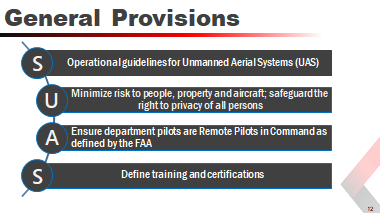 General Provisions
S
Operational guidelines for Unmanned Aerial Systems (UAS)
U
Minimize risk to people, property and aircraft; safeguard the
right to privacy of all persons
A
Ensure department pilots are Remote Pilots in Command as
defined by the FAA
S
Define training and certifications
12